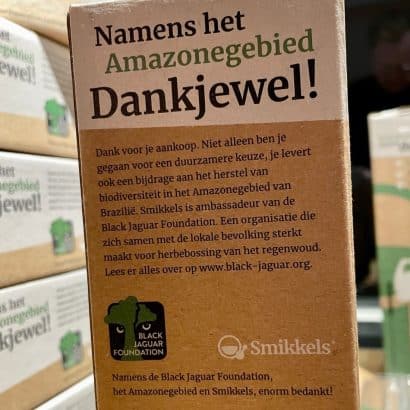 Namens het
Amazonegebied
Dankjewel!
Dank voor je aankoop. Niet alleen ben je
gegaan voor een duurzamere keuze, je levert
ook een bijdrage aan het herstel van
biodiversiteit in het Amazonegebied van
Brazilië. Smikkels is ambassadeur van de
Black Jaguar Foundation. Een organisatie die
zich samen met de lokale bevolking sterkt
maakt voor herbebossing van het regenwoud.
Lees er alles over op www.black-jaguar.org.
BLACK
JAGUAR
FOUNDATION
Smikkels
Namens de Black Jaguar Foundation,
het Amazonegebied en Smikkels, enorm bedankt!